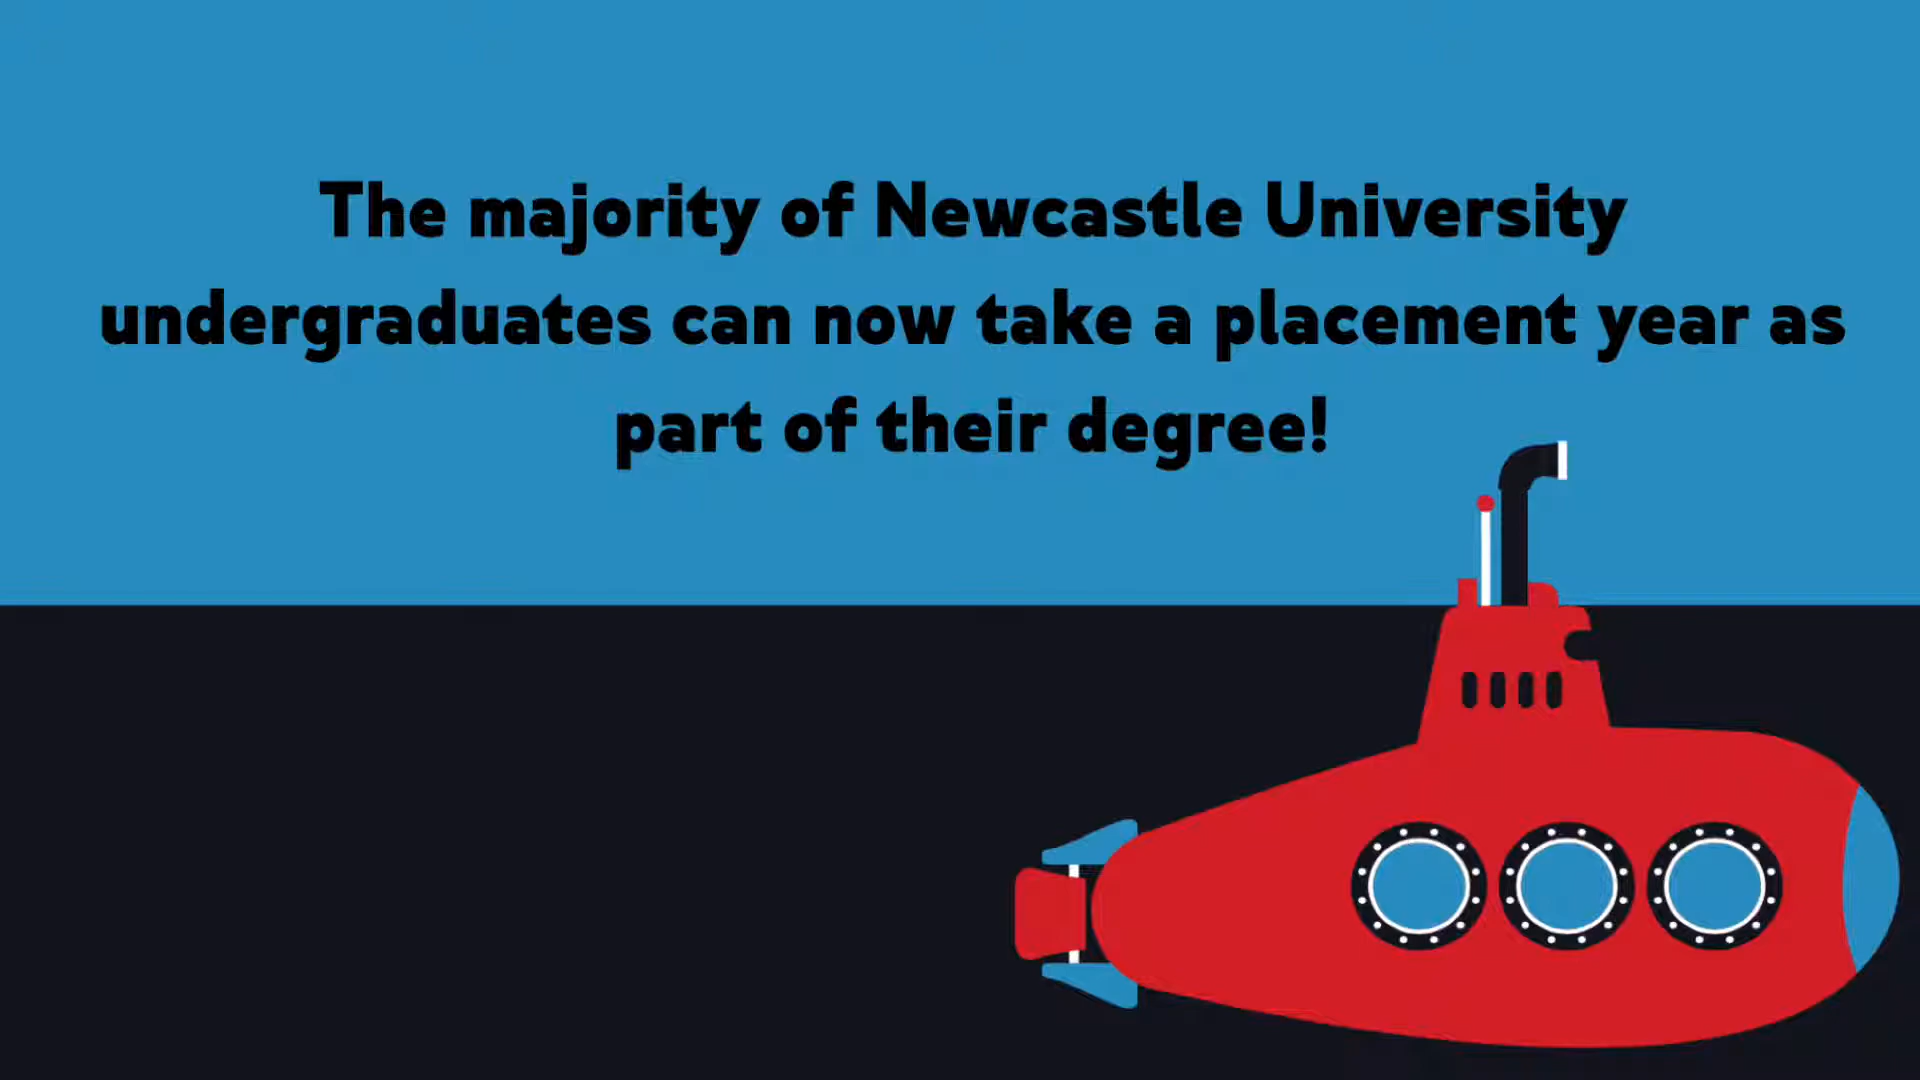 The majority of Newcastle University
undergraduates can now take a placement year as
part of their degree!